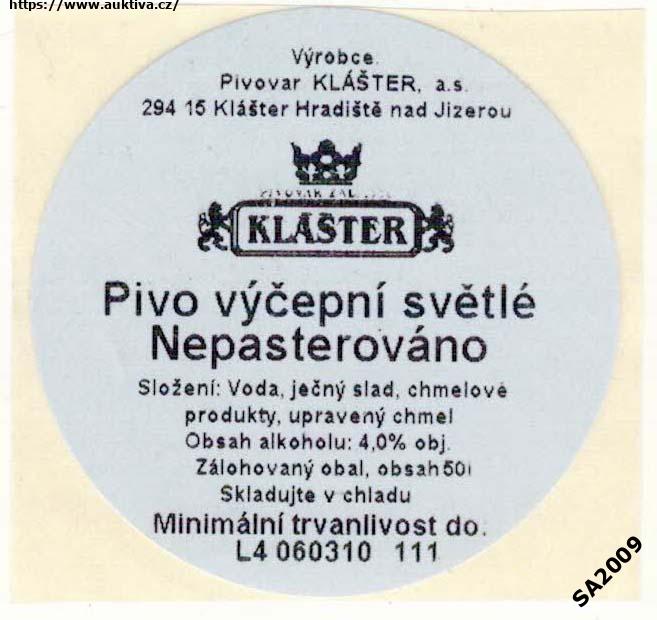 https://www.auktiva.cz/
Výrobce:
Pivovar KLÁŠTER, a.s.
294 15 Klášter Hradiště nad Jizerou
PIVOVAR ZAL.
KLÁŠTER
Pivo výčepní světlé
Nepasterováno
Složení: Voda, ječný slad, chmelové
produkty, upravený chmel
Obsah alkoholu: 4,0% obj.
Zálohovaný obal, obsah 50l
Skladujte v chladu
Minimální trvanlivost do:
L4 060310 111
SA2009